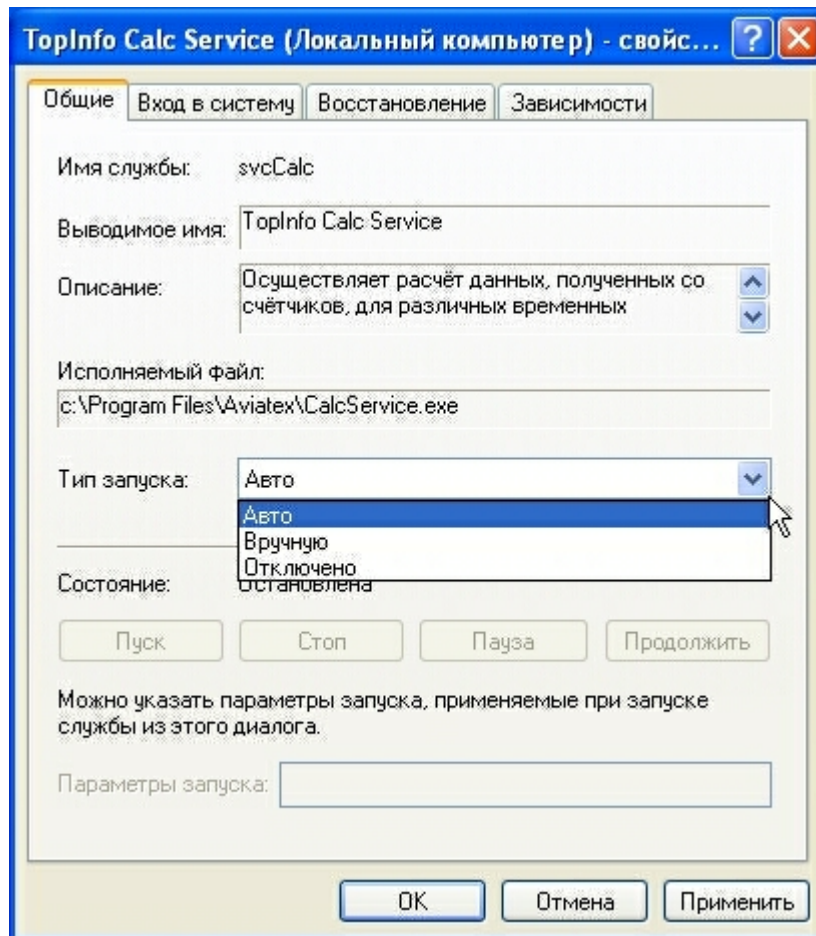 TopInfo Calc Service (Локальный компьютер) - свойс...
Общие
Вход в систему
Восстановление
Зависимости
Имя службы: svcCalc
Выводимое имя: TopInfo Calc Service
Описание: Осуществляет расчёт данных, полученных со
счётчиков, для различных временных
Исполняемый файл:
c:\Program Files\Aviatex\CalcService.exe
Тип запуска: Авто
Авто
Вручную
Отключено
Состояние: Остановлена
Пуск
Стоп
Пауза
Продолжить
Можно указать параметры запуска, применяемые при запуске
службы из этого диалога.
Параметры запуска:
OK
Отмена
Применить